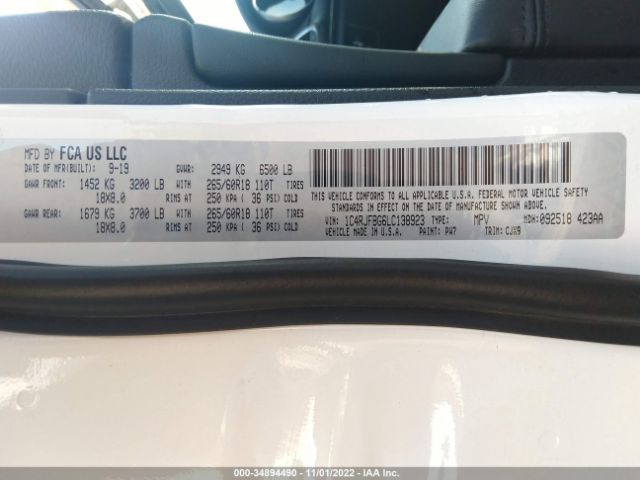 MFD BY FCA US LLC
DATE OF MFR(BUILT): 9-19 GVWR: 2949 KG 6500 LB
GAWR FRONT: 1452 KG 3200 LB WITH 265/60R18 110T TIRES
18X8.0 RIMS AT 250 KPA ( 36 PSI) COLD
GAWR REAR: 1679 KG 3700 LB WITH 265/60R18 110T TIRES
18X8.0 RIMS AT 250 KPA ( 36 PSI) COLD
THIS VEHICLE CONFORMS TO ALL APPLICABLE U.S.A. FEDERAL MOTOR VEHICLE SAFETY
STANDARDS IN EFFECT ON THE DATE OF MANUFACTURE SHOWN ABOVE.
VIN: 1C4RJFBG6LC138923 TYPE: MPV MDH: 092518 423AA
VEHICLE MADE IN U.S.A. PAINT: PW7 TRIM: CJX9
000-34894490 - 11/01/2022 - IAA Inc.